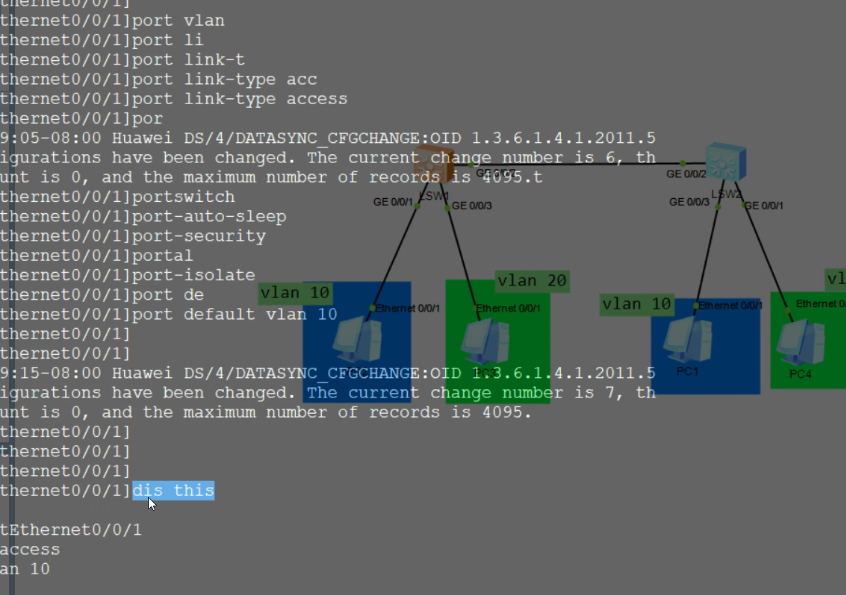 thernet0/0/1]
thernet0/0/1]port vlan
thernet0/0/1]port li
thernet0/0/1]port link-t
thernet0/0/1]port link-type acc
thernet0/0/1]port link-type access
thernet0/0/1]por
9:05-08:00 Huawei DS/4/DATASYNC_CFGCHANGE:OID 1.3.6.1.4.1.2011.5
igurations have been changed. The current change number is 6, th
unt is 0, and the maximum number of records is 4095.t
GE 0/0/2
LSW1
LSW2
thernet0/0/1]portswitch
GE 0/0/1
GE 0/0/3
GE 0/0/3
GE 0/0/1
thernet0/0/1]port-auto-sleep
thernet0/0/1]port-security
thernet0/0/1]portal
thernet0/0/1]port-isolate
vlan 20
vl
thernet0/0/1]port de
vlan 10
vlan 10
Ethernet 0/0/1
Ethernet 0/0/1
Ethernet 0/0/1
Ethernet 0/
thernet0/0/1]port default vlan 10
thernet0/0/1]
thernet0/0/1]
9:15-08:00 Huawei DS/4/DATASYNC_CFGCHANGE:OID 1.3.6.1.4.1.2011.5
PC1
PC4
igurations have been changed. The current change number is 7, th
unt is 0, and the maximum number of records is 4095.
thernet0/0/1]
thernet0/0/1]
thernet0/0/1]
thernet0/0/1]dis this
tEthernet0/0/1
access
an 10